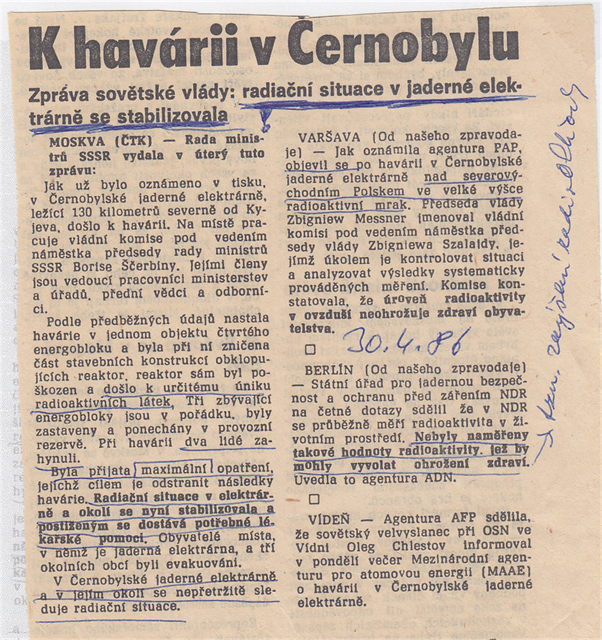 K havárii v Černobylu
Zpráva sovětské vlády: radiační situace v jaderné elek-
trárně se stabilizovala
MOSKVA (ČTK) — Rada minis-
trů SSSR vydala v úterý tuto
zprávu:
Jak už bylo oznámeno v tisku,
v Černobylské jaderné elektrárně,
ležící 130 kilometrů severně od Ky-
jeva, došlo k havárii. Na místě pra-
cuje vládní komise pod vedením
náměstka předsedy rady ministrů
SSSR Borise Ščerbiny. Jejími členy
jsou vedoucí pracovníci ministerstev
a úřadů, přední vědci a odborní-
ci.
Podle předběžných údajů nastala
havárie v jednom objektu čtvrtého
energobloku a byla při ní zničena
část stavebních konstrukcí obklopu-
jících reaktor, reaktor sám byl po-
škozen a došlo k určitému úniku
radioaktivních látek. Tři zbývající
energobloky jsou v pořádku, byly
zastaveny a ponechány v provozní
rezervě. Při havárii dva lidé za-
hynuli.
Byla přijata maximální opatření,
jejichž cílem je odstranit následky
havárie. Radiační situace v elektrár-
ně a okolí se nyní stabilizovala a
postiženým se dostává potřebné lé-
kařské pomoci. Obyvatelé místa,
v němž je jaderná elektrárna, a tří
okolních obcí byli evakuováni.
V Černobylské jaderné elektrárně
a v jejím okolí se nepřetržitě sle-
duje radiační situace.
VARŠAVA (Od našeho zpravoda-
je) — Jak oznámila agentura PAP,
objevil se po havárii v Černobylské
jaderné elektrárně nad severový-
chodním Polskem ve velké výšce
radioaktivní mrak. Předseda vlády
Zbigniew Messner jmenoval vládní
komisi pod vedením náměstka před-
sedy vlády Zbigniewa Szalajdy, je-
jímž úkolem je kontrolovat situaci
a analyzovat výsledky systematicky
prováděných měření. Komise kon-
statovala, že úroveň radioaktivity
v ovzduší neohrožuje zdraví obyva-
telstva.
30.4.86
BERLÍN (Od našeho zpravodaje)
— Státní úřad pro jadernou bezpeč-
nost a ochranu před zářením NDR
na četné dotazy sdělil že v NDR
se průběžně měří radioaktivita v ži-
votním prostředí. Nebyly naměřeny
takové hodnoty radioaktivity, jež by
mohly vyvolat ohrožení zdraví.
Uvedla to agentura ADN.
VÍDEŇ — Agentura AFP sdělila,
že sovětský velvyslanec při OSN ve
Vídni Oleg Chlestov informoval
v pondělí večer Mezinárodní agen-
turu pro atomovou energii (MAAE)
o havárii v Černobylské jaderné
elektrárně.